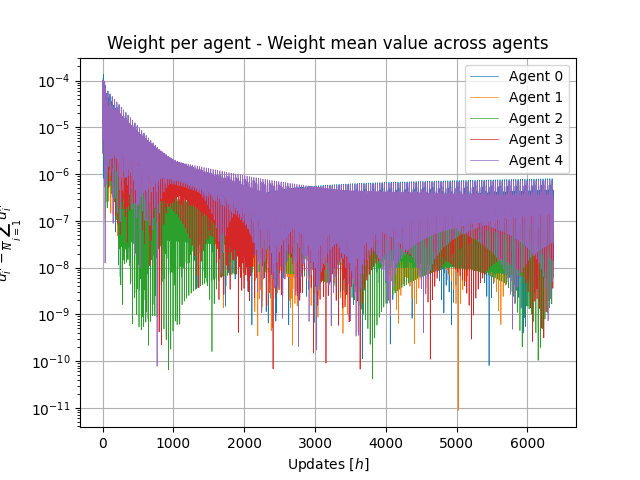 Weight per agent - Weight mean value across agents
Agent 0
Agent 1
Agent 2
Agent 3
Agent 4
10⁻⁴
10⁻⁵
10⁻⁶
10⁻⁷
10⁻⁸
10⁻⁹
10⁻¹⁰
10⁻¹¹
0 1000 2000 3000 4000 5000 6000
Updates [h]